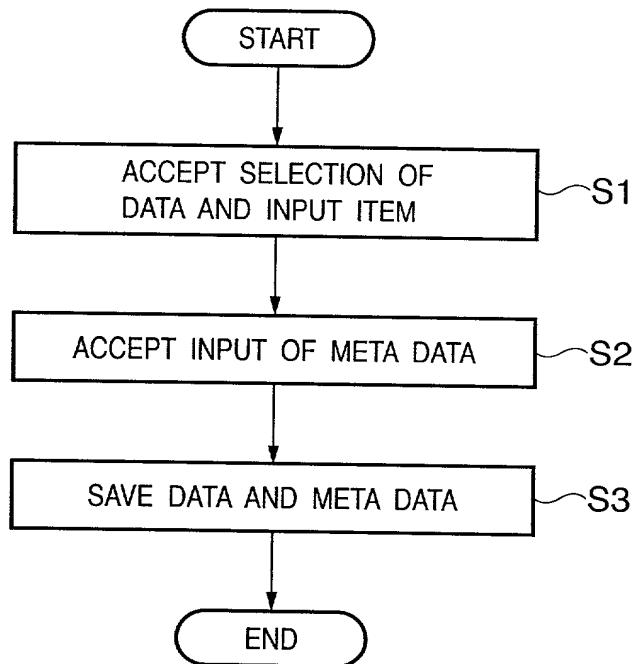 START
ACCEPT SELECTION OF
DATA AND INPUT ITEM
S1
ACCEPT INPUT OF META DATA
S2
SAVE DATA AND META DATA
S3
END